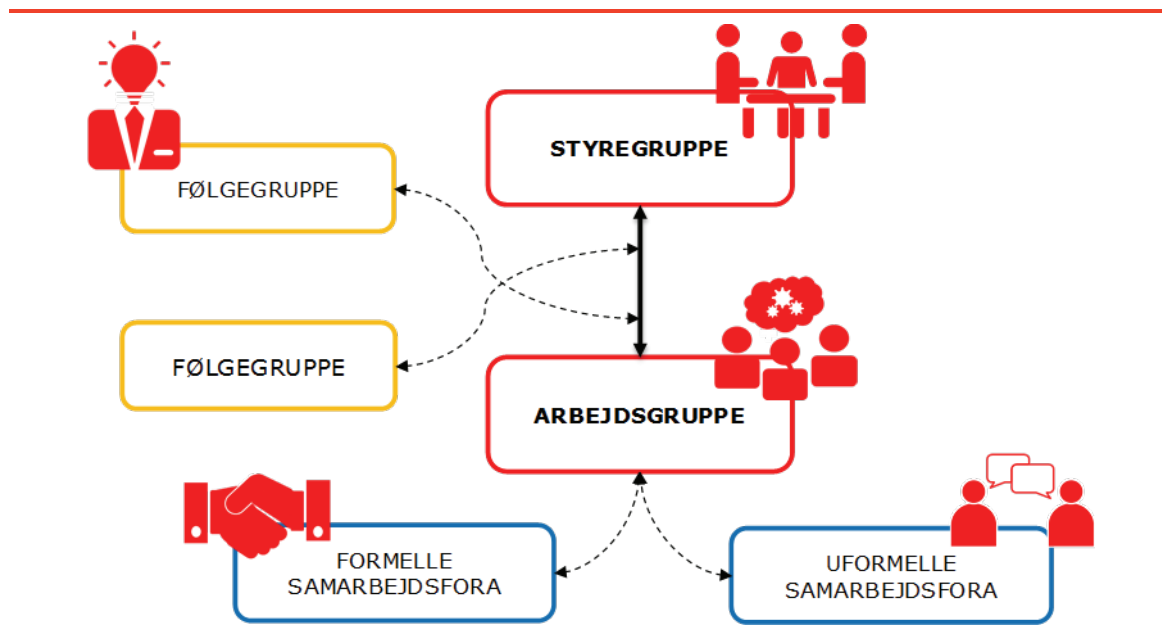 STYREGRUPPE
FØLGEGRUPPE
FØLGEGRUPPE
ARBEJDSGRUPPE
FORMELLE
SAMARBEJDSFORA
UFORMELLE
SAMARBEJDSFORA